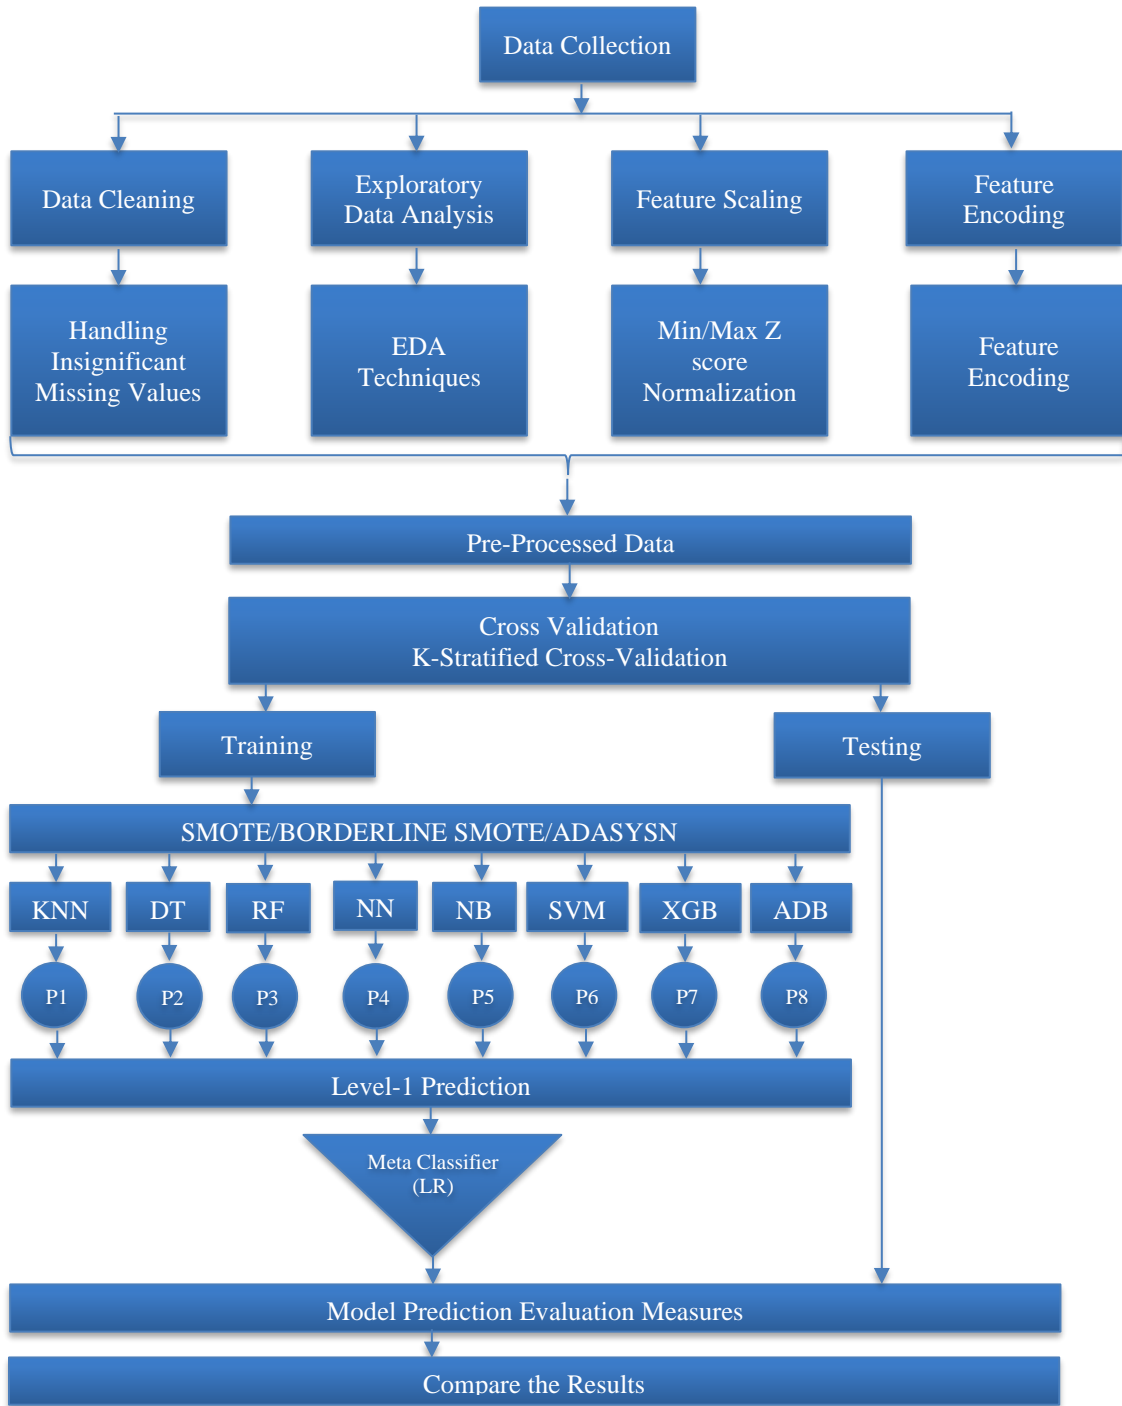 Data Collection
Data Cleaning
Exploratory
Data Analysis
Feature Scaling
Feature
Encoding
Handling
Insignificant
Missing Values
EDA
Techniques
Min/Max Z
score
Normalization
Feature
Encoding
Pre-Processed Data
Cross Validation
K-Stratified Cross-Validation
Training
Testing
SMOTE/BORDERLINE SMOTE/ADASYSN
KNN
DT
RF
NN
NB
SVM
XGB
ADB
P1
P2
P3
P4
P5
P6
P7
P8
Level-1 Prediction
Meta Classifier
(LR)
Model Prediction Evaluation Measures
Compare the Results